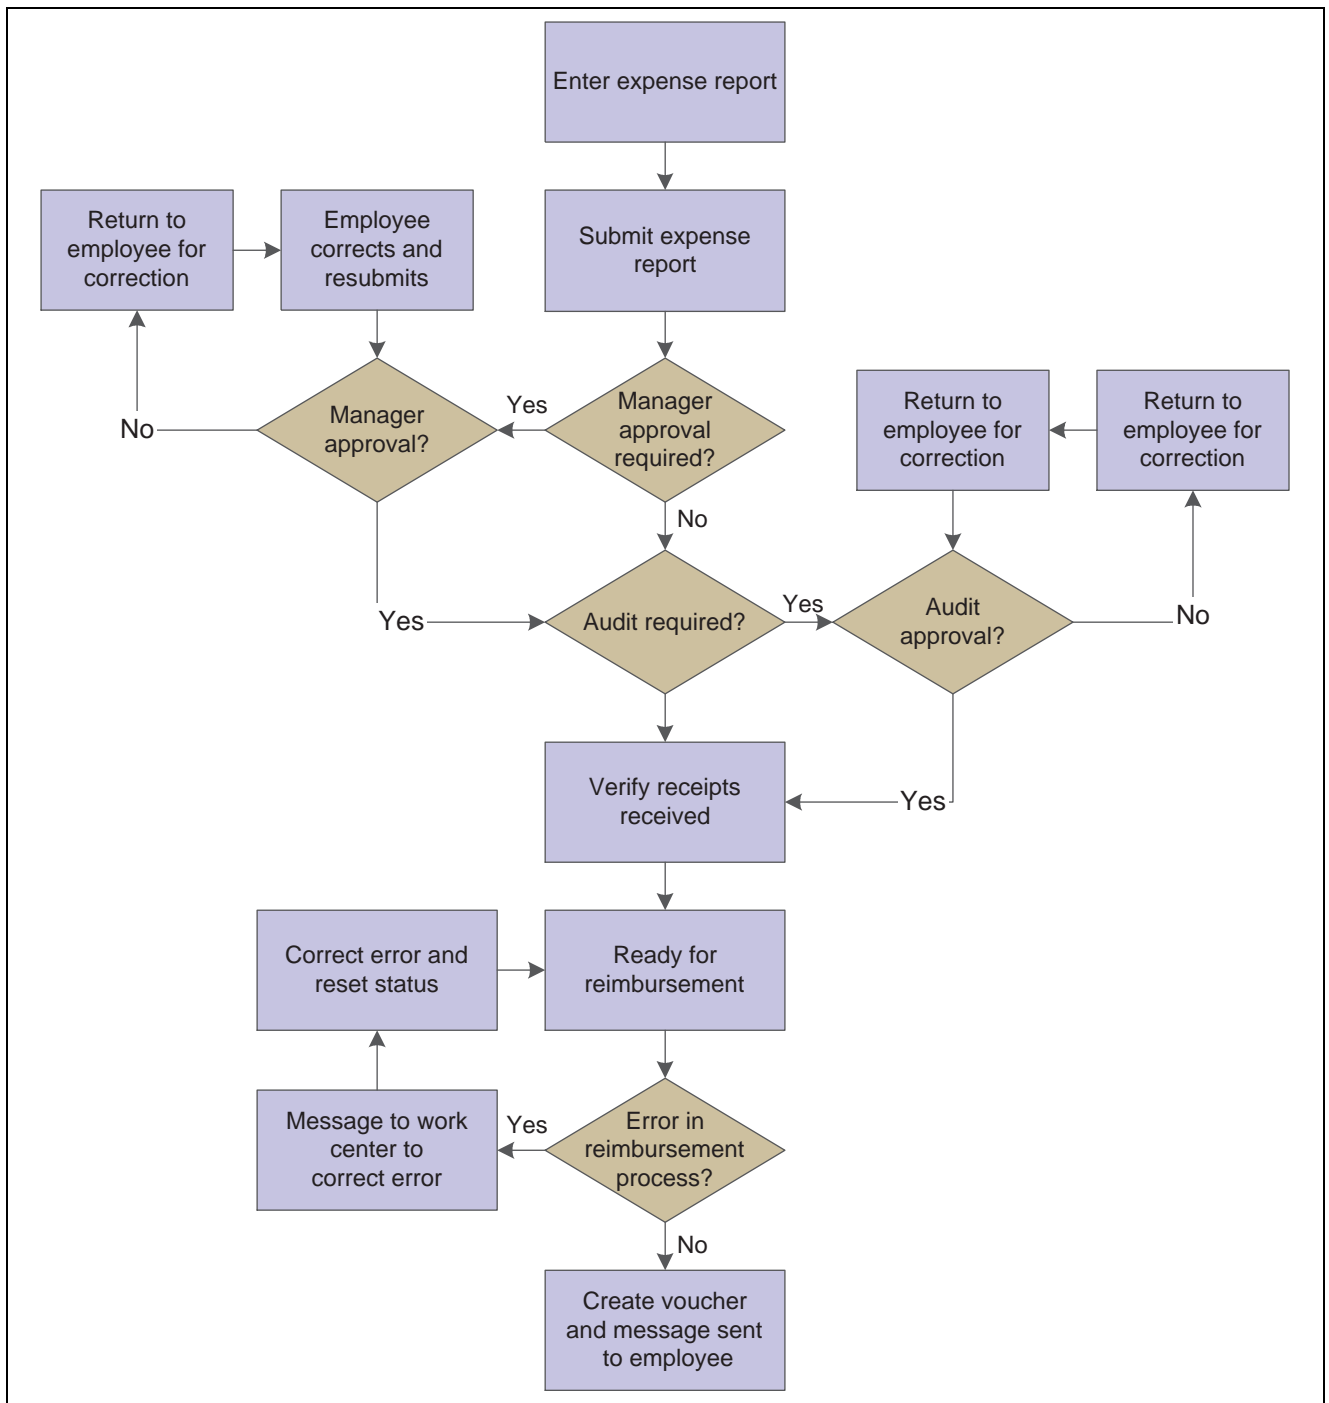 Enter expense report
Return to
employee for
correction
Employee
corrects and
resubmits
Submit expense
report
No
Manager
approval?
Yes
Manager
approval
required?
Return to
employee for
correction
Return to
employee for
correction
No
Yes
Audit required?
Yes
Audit
approval?
No
Verify receipts
received
Yes
Correct error and
reset status
Ready for
reimbursement
Message to work
center to
correct error
Yes
Error in
reimbursement
process?
No
Create voucher
and message sent
to employee